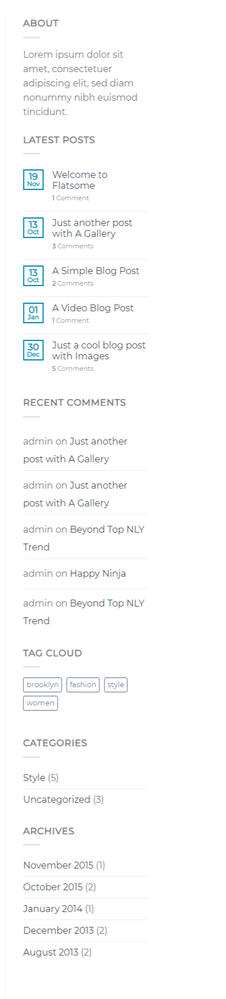 ABOUT
Lorem ipsum dolor sit
amet, consectetuer
adipiscing elit, sed diam
nonummy nibh euismod
tincidunt.
LATEST POSTS
19
Nov
Welcome to
Flatsome
1 Comment
13
Oct
Just another post
with A Gallery
3 Comments
13
Oct
A Simple Blog Post
2 Comments
01
Jan
A Video Blog Post
1 Comment
30
Dec
Just a cool blog post
with Images
5 Comments
RECENT COMMENTS
admin on Just another
post with A Gallery
admin on Just another
post with A Gallery
admin on Beyond Top NLY
Trend
admin on Happy Ninja
admin on Beyond Top NLY
Trend
TAG CLOUD
brooklyn fashion style
women
CATEGORIES
Style (5)
Uncategorized (3)
ARCHIVES
November 2015 (1)
October 2015 (2)
January 2014 (1)
December 2013 (2)
August 2013 (2)